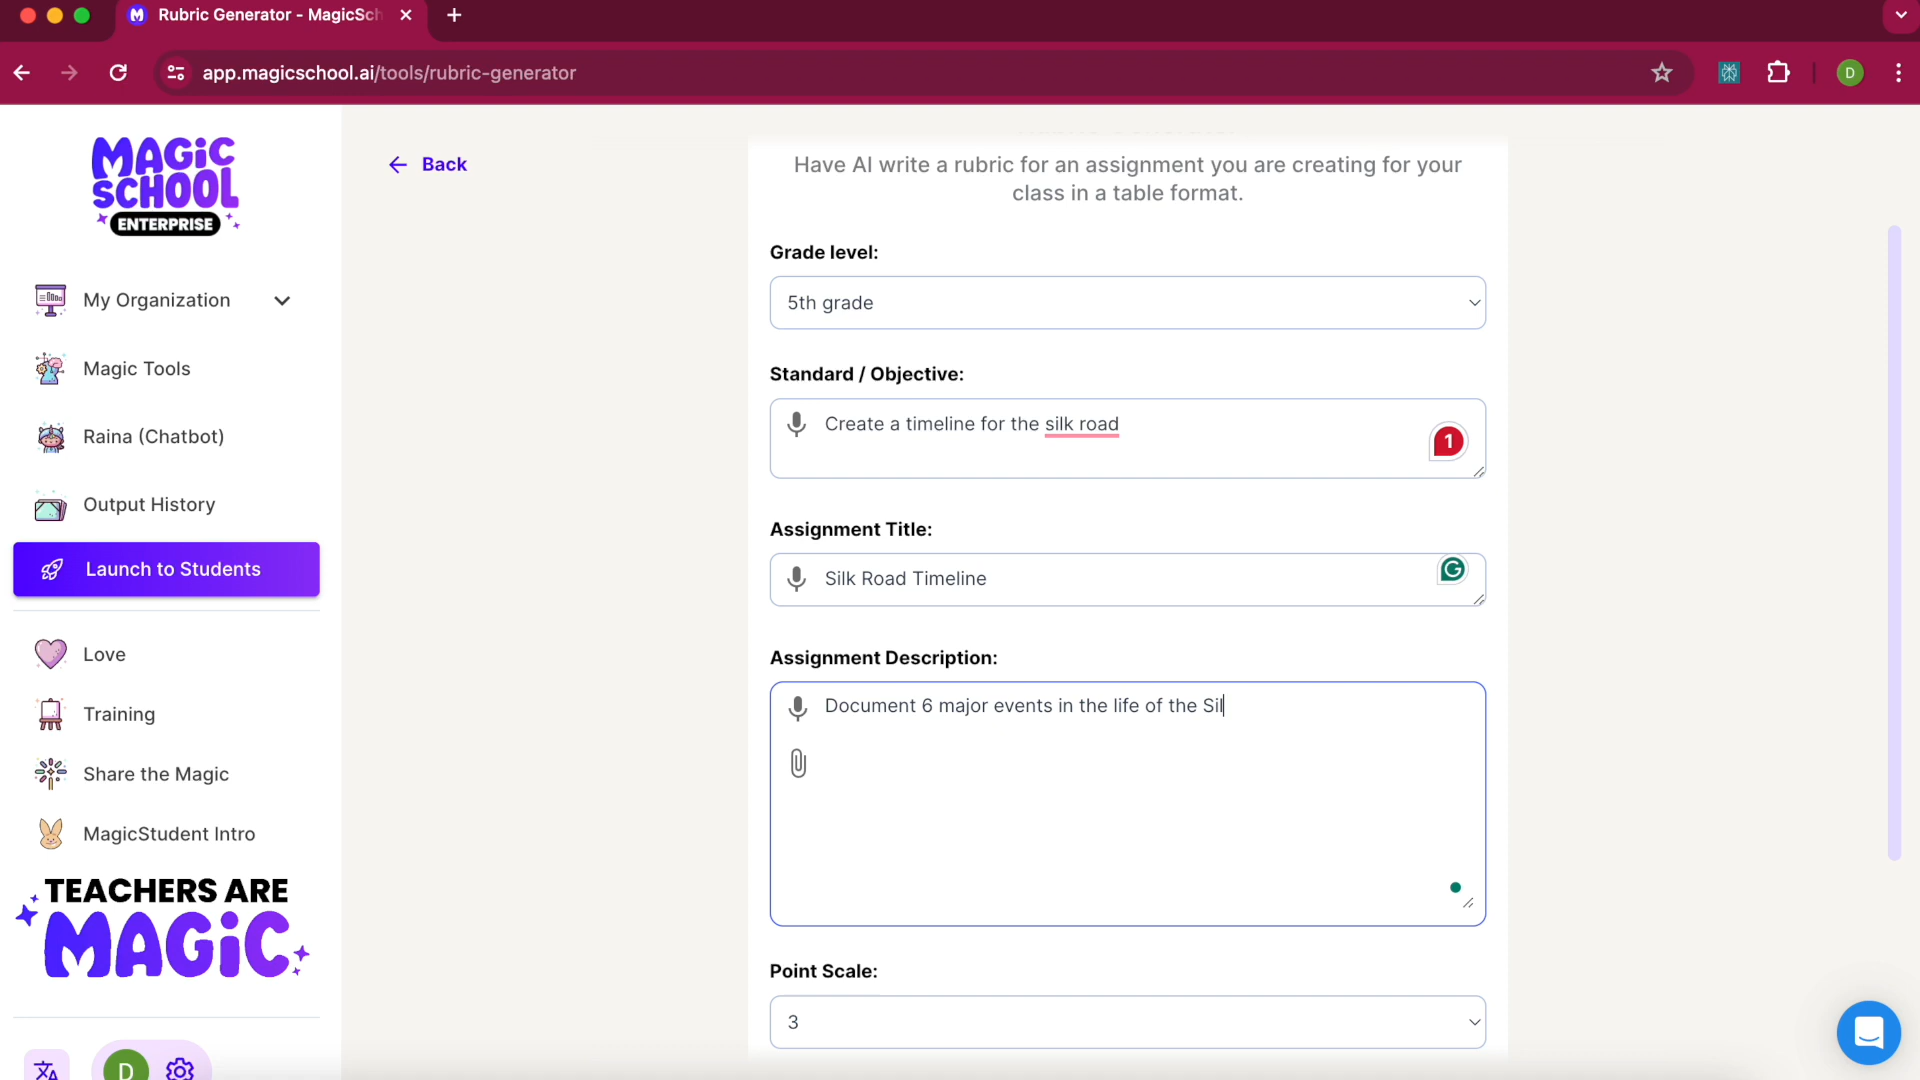 Rubric Generator - MagicSch
app.magicschool.ai/tools/rubric-generator
D
MAGIC
SCHOOL
ENTERPRISE
My Organization
Magic Tools
Raina (Chatbot)
Output History
Launch to Students
Love
Training
Share the Magic
MagicStudent Intro
TEACHERS ARE
MAGIC
D
Back
Have AI write a rubric for an assignment you are creating for your
class in a table format.
Grade level:
5th grade
Standard / Objective:
Create a timeline for the silk road
1
Assignment Title:
Silk Road Timeline
Assignment Description:
Document 6 major events in the life of the Sil
Point Scale:
3